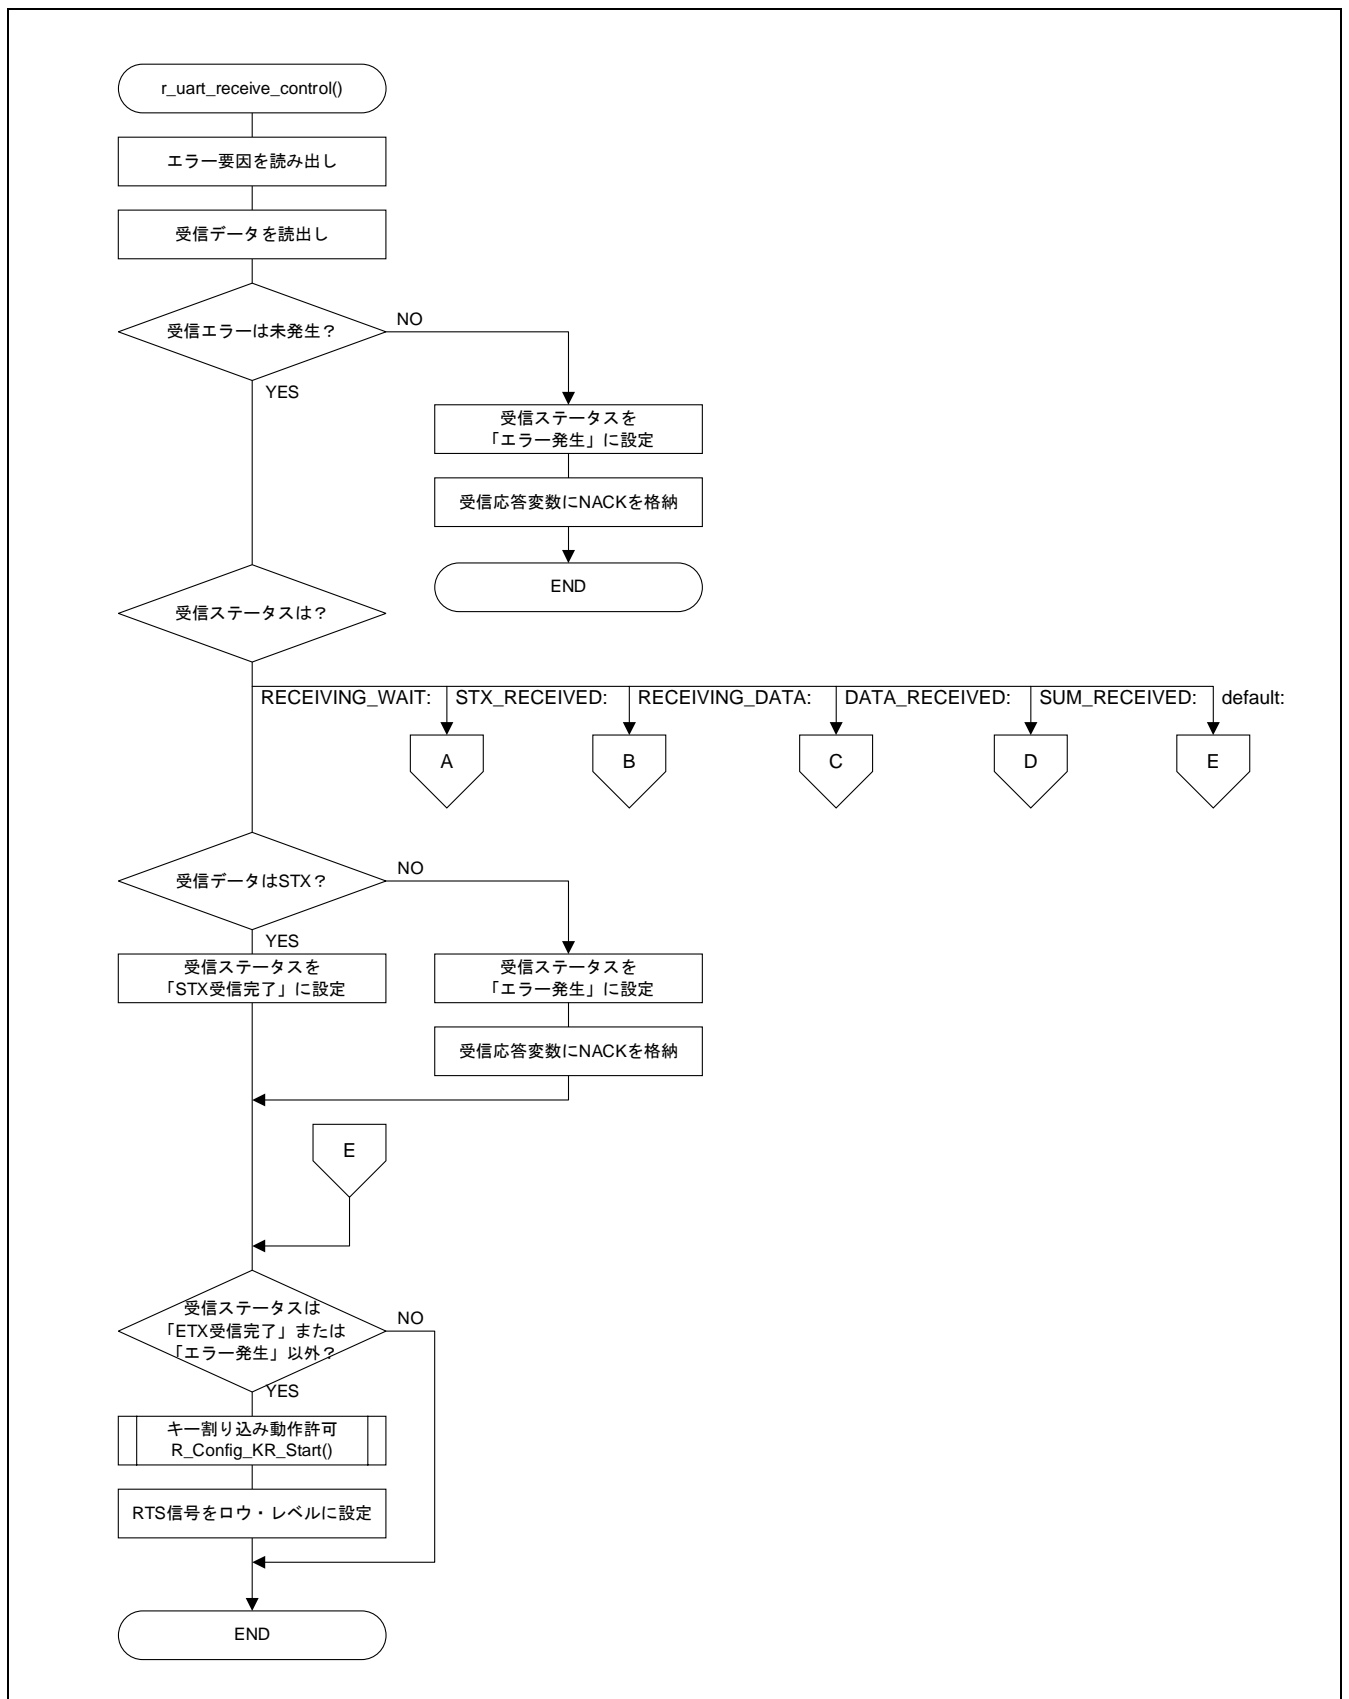 r_uart_receive_control()
エラー要因を読み出し
受信データを読出し
受信エラーは未発生？
NO
YES
受信ステータスを
「エラー発生」に設定
受信応答変数にNACKを格納
END
受信ステータスは？
RECEIVING_WAIT:
STX_RECEIVED:
RECEIVING_DATA:
DATA_RECEIVED:
SUM_RECEIVED:
default:
A
B
C
D
E
受信データはSTX？
NO
YES
受信ステータスを
「STX受信完了」に設定
受信ステータスを
「エラー発生」に設定
受信応答変数にNACKを格納
E
受信ステータスは
「ETX受信完了」または
「エラー発生」以外？
NO
YES
キー割り込み動作許可
R_Config_KR_Start()
RTS信号をロウ・レベルに設定
END